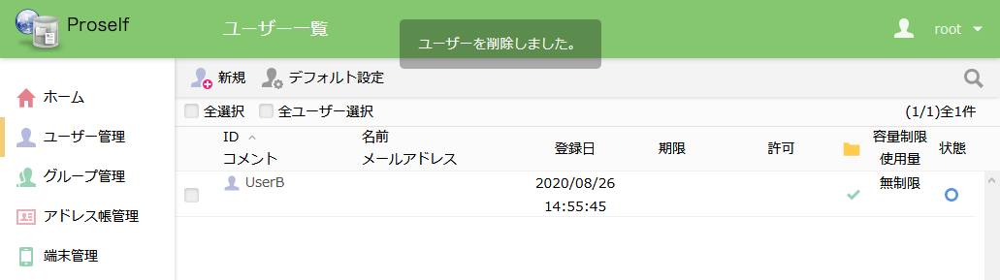 Proself
ユーザー一覧
ユーザーを削除しました。
root
ホーム
ユーザー管理
グループ管理
アドレス帳管理
端末管理
新規 デフォルト設定
全選択 全ユーザー選択 (1/1)全1件
ID 名前 登録日 期限 許可 容量制限 状態
コメント メールアドレス 使用量
UserB 2020/08/26 無制限
14:55:45